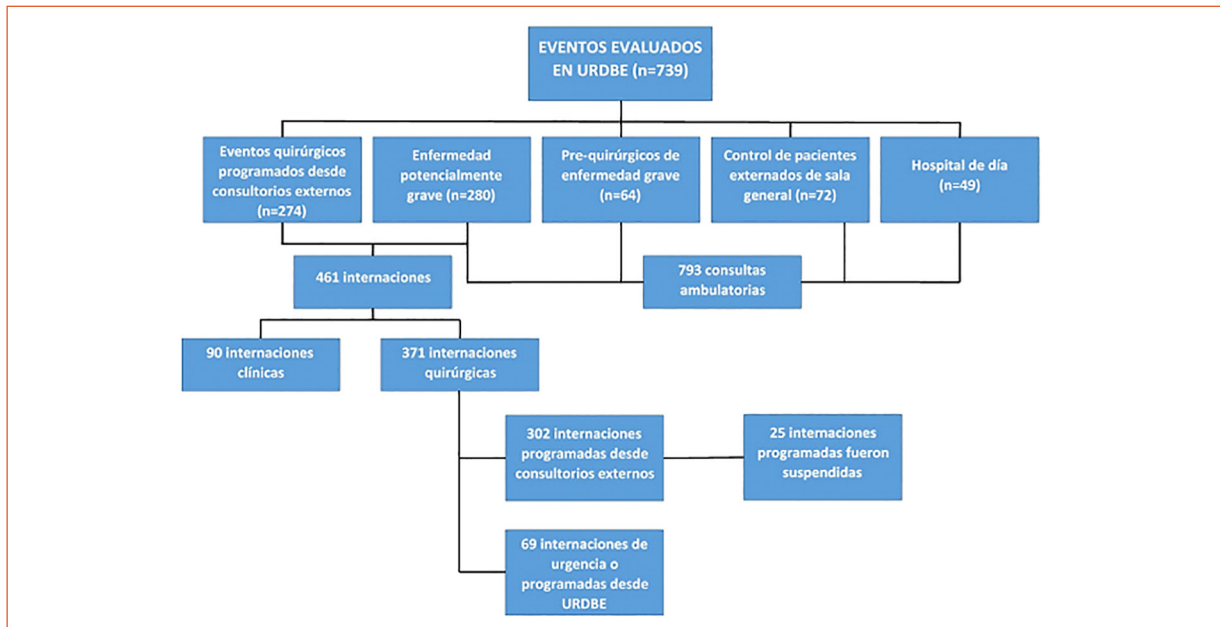 EVENTOS EVALUADOS
EN URDBE (n=739)
Eventos quirúrgicos
programados desde
consultorios externos
(n=274)
Enfermedad
potencialmente
grave (n=280)
Pre-quirúrgicos de
enfermedad grave
(n=64)
Control de pacientes
externados de sala
general (n=72)
Hospital de día
(n=49)
461 internaciones
793 consultas
ambulatorias
90 internaciones
clínicas
371 internaciones
quirúrgicas
302 internaciones
programadas desde
consultorios externos
25 internaciones
programadas fueron
suspendidas
69 internaciones de
urgencia o
programadas desde
URDBE